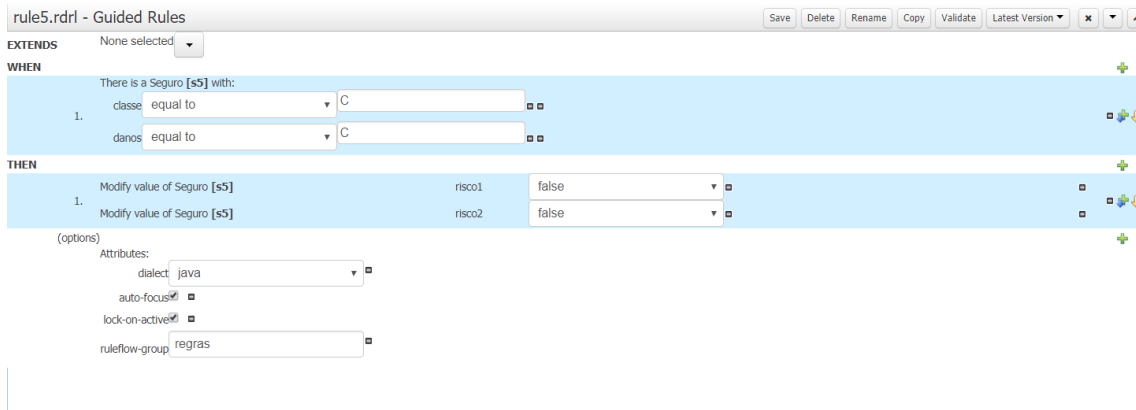 rule5.rdrl - Guided Rules Save Delete Rename Copy Validate Latest Version
EXTENDS None selected
WHEN
There is a Seguro [s5] with:
1.
classe equal to C
danos equal to C
THEN
1.
Modify value of Seguro [s5] risco1 false
Modify value of Seguro [s5] risco2 false
(options)
Attributes:
dialect java
auto-focus
lock-on-active
ruleflow-group regras